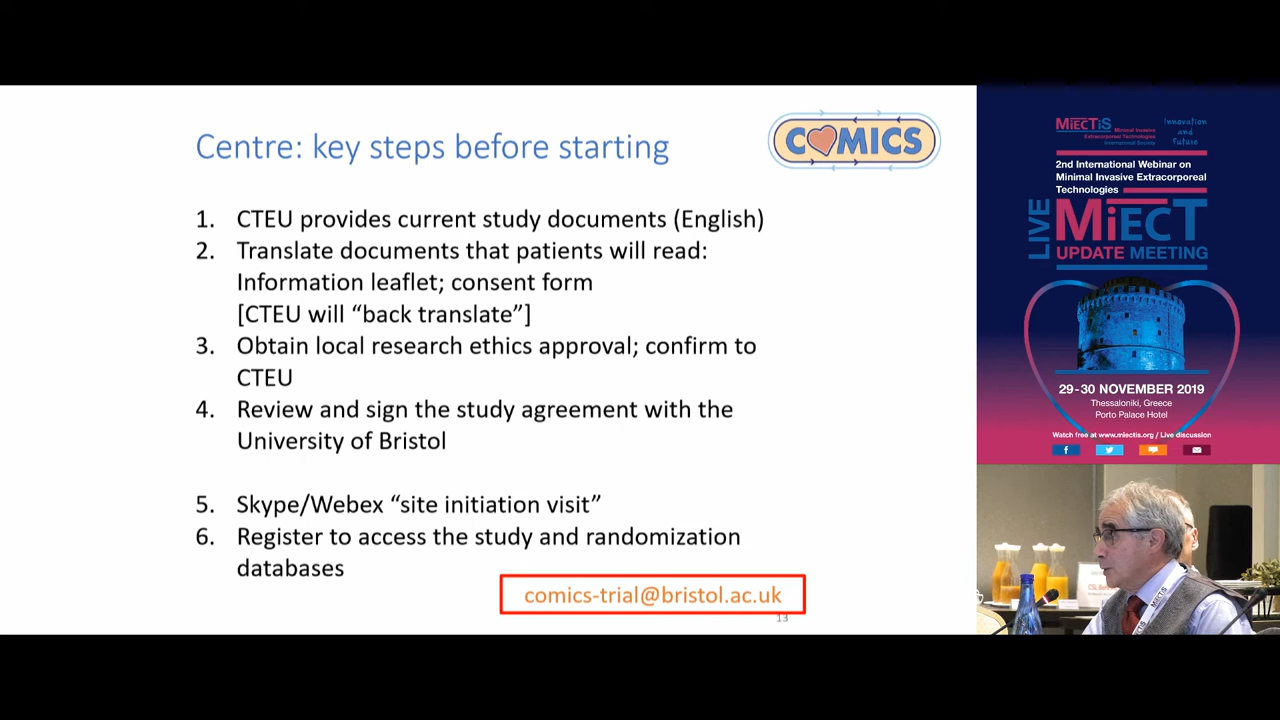 Centre: key steps before starting
COMICS
1. CTEU provides current study documents (English)
2. Translate documents that patients will read:
Information leaflet; consent form
[CTEU will “back translate”]
3. Obtain local research ethics approval; confirm to
CTEU
4. Review and sign the study agreement with the
University of Bristol
5. Skype/Webex “site initiation visit”
6. Register to access the study and randomization
databases
comics-trial@bristol.ac.uk
13
MiECTiS
Minimal Invasive
Extracorporeal Technologies
International Society
Innovation
and
Future
2nd International Webinar on
Minimal Invasive Extracorporeal
Technologies
LIVE
MiECT
UPDATE MEETING
29-30 NOVEMBER 2019
Thessaloniki, Greece
Porto Palace Hotel
Watch free at www.miectis.org / Live discussion
f
MiECTiS